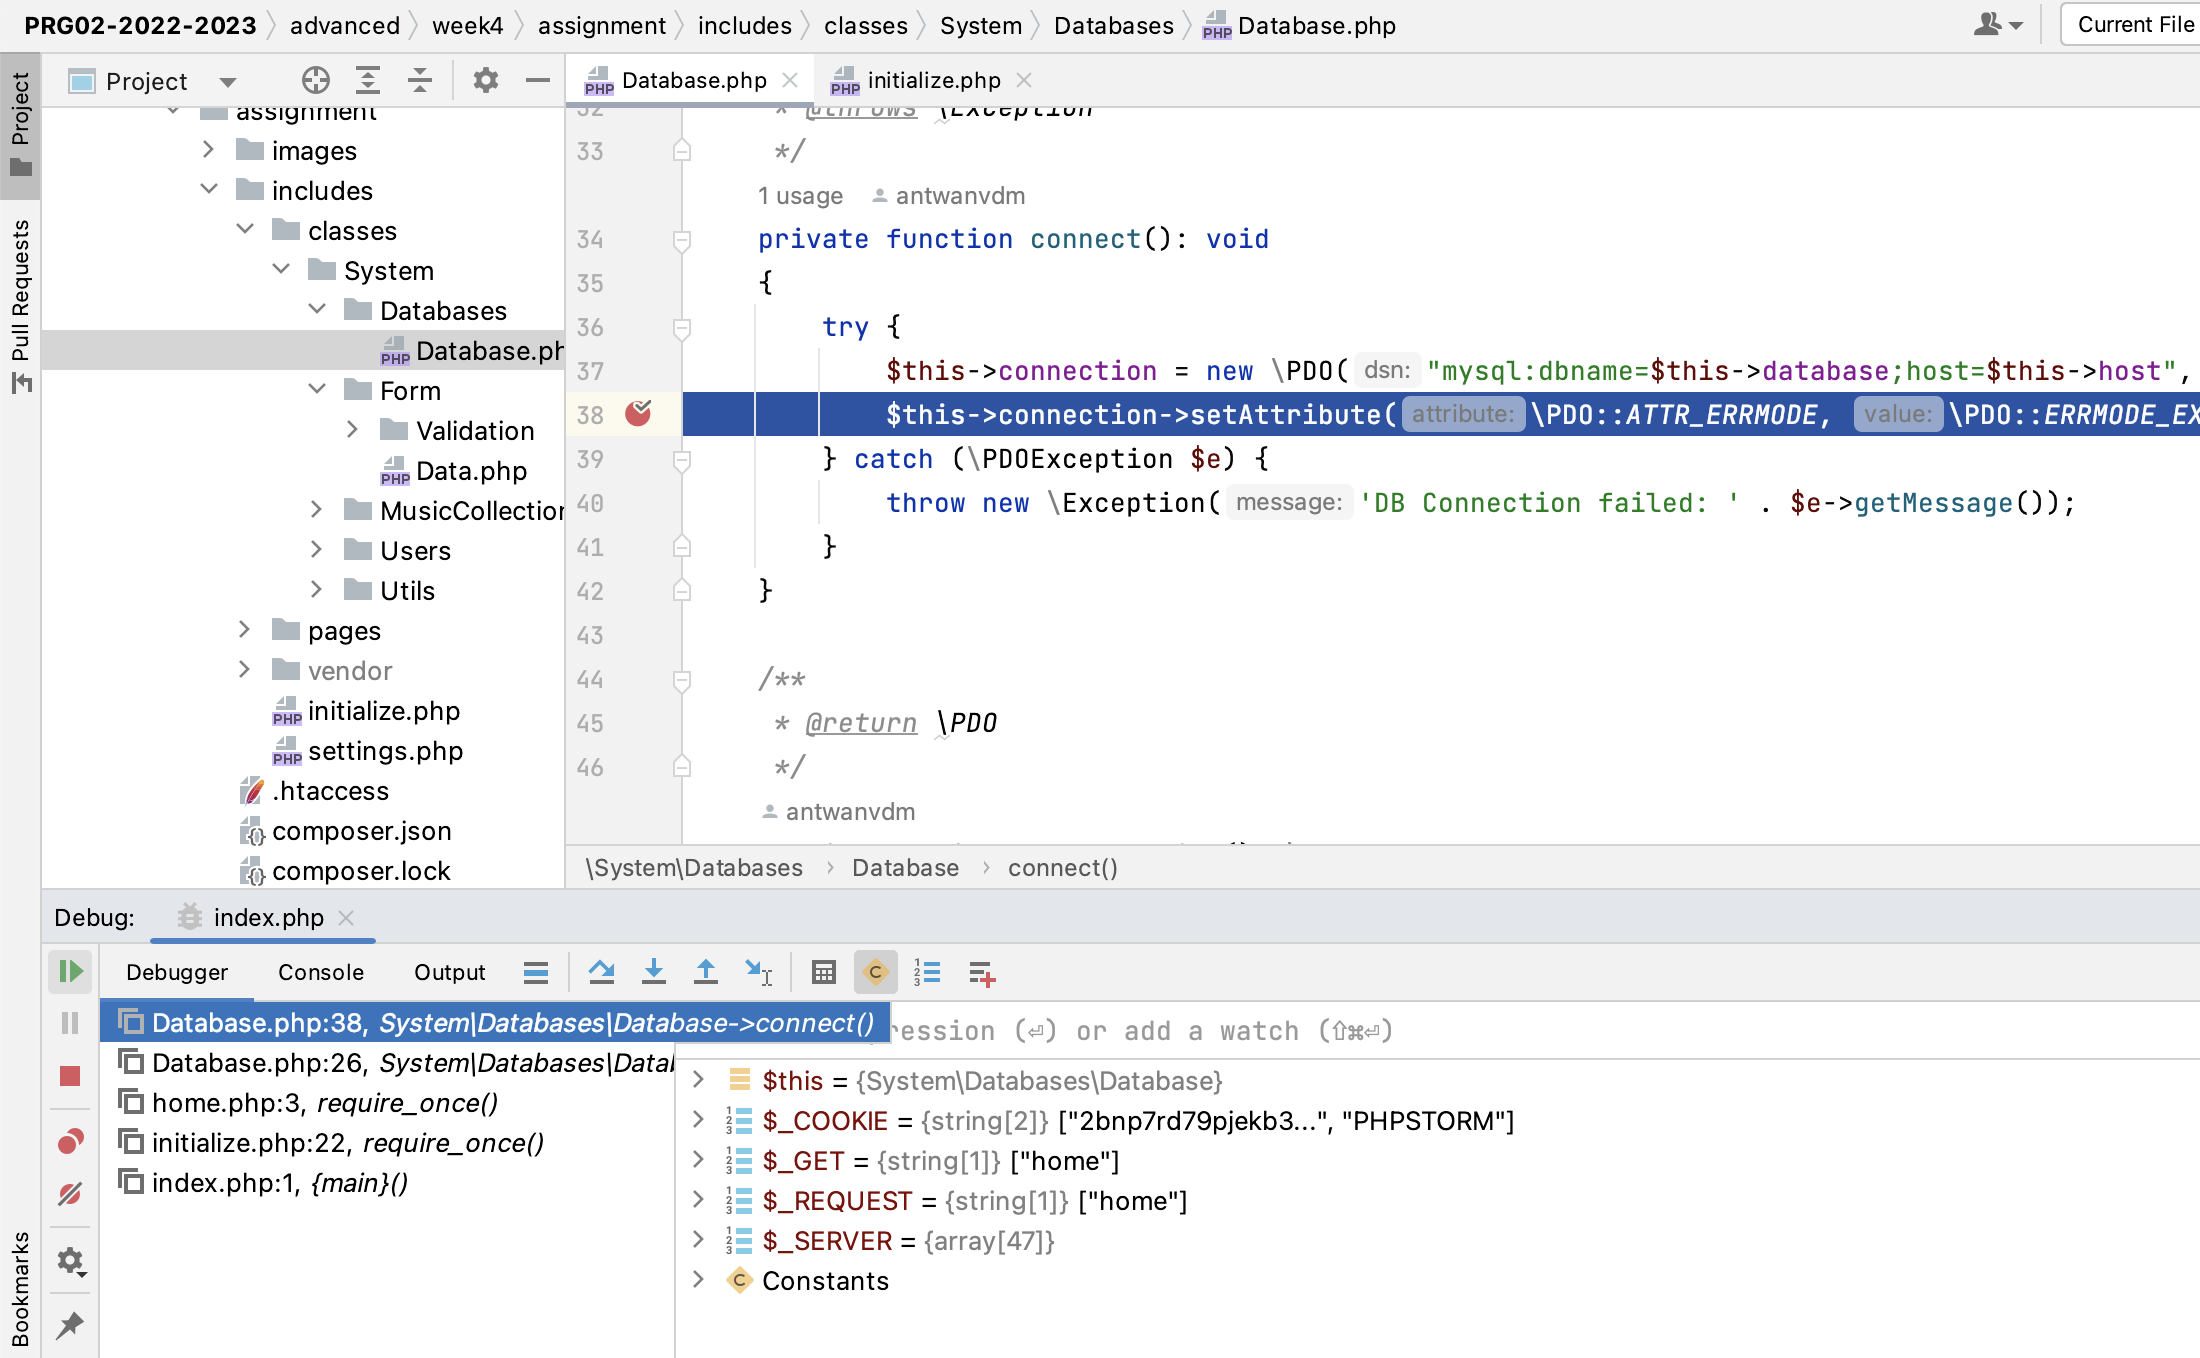 PRG02-2022-2023 advanced week4 assignment includes classes System Databases Database.php Current File
Project
Pull Requests
Bookmarks
Project
assignment
images
includes
classes
System
Databases
Database.ph
Form
Validation
Data.php
MusicCollection
Users
Utils
pages
vendor
initialize.php
settings.php
.htaccess
composer.json
composer.lock
Database.php initialize.php
32 * @throws \Exception
33 */
1 usage antwanvdm
34 private function connect(): void
35 {
36 try {
37 $this->connection = new \PDO( dsn: "mysql:dbname=$this->database;host=$this->host",
38 $this->connection->setAttribute( attribute: \PDO::ATTR_ERRMODE, value: \PDO::ERRMODE_EX
39 } catch (\PDOException $e) {
40 throw new \Exception( message: 'DB Connection failed: ' . $e->getMessage());
41 }
42 }
43
44 /**
45 * @return \PDO
46 */
antwanvdm
\System\Databases › Database › connect()
Debug: index.php
Debugger Console Output
Database.php:38, System\Databases\Database->connect()
Database.php:26, System\Databases\Datab
home.php:3, require_once()
initialize.php:22, require_once()
index.php:1, {main}()
ression (⏎) or add a watch (⇧⌘⏎)
$this = {System\Databases\Database}
$_COOKIE = {string[2]} ["2bnp7rd79pjekb3...", "PHPSTORM"]
$_GET = {string[1]} ["home"]
$_REQUEST = {string[1]} ["home"]
$_SERVER = {array[47]}
Constants